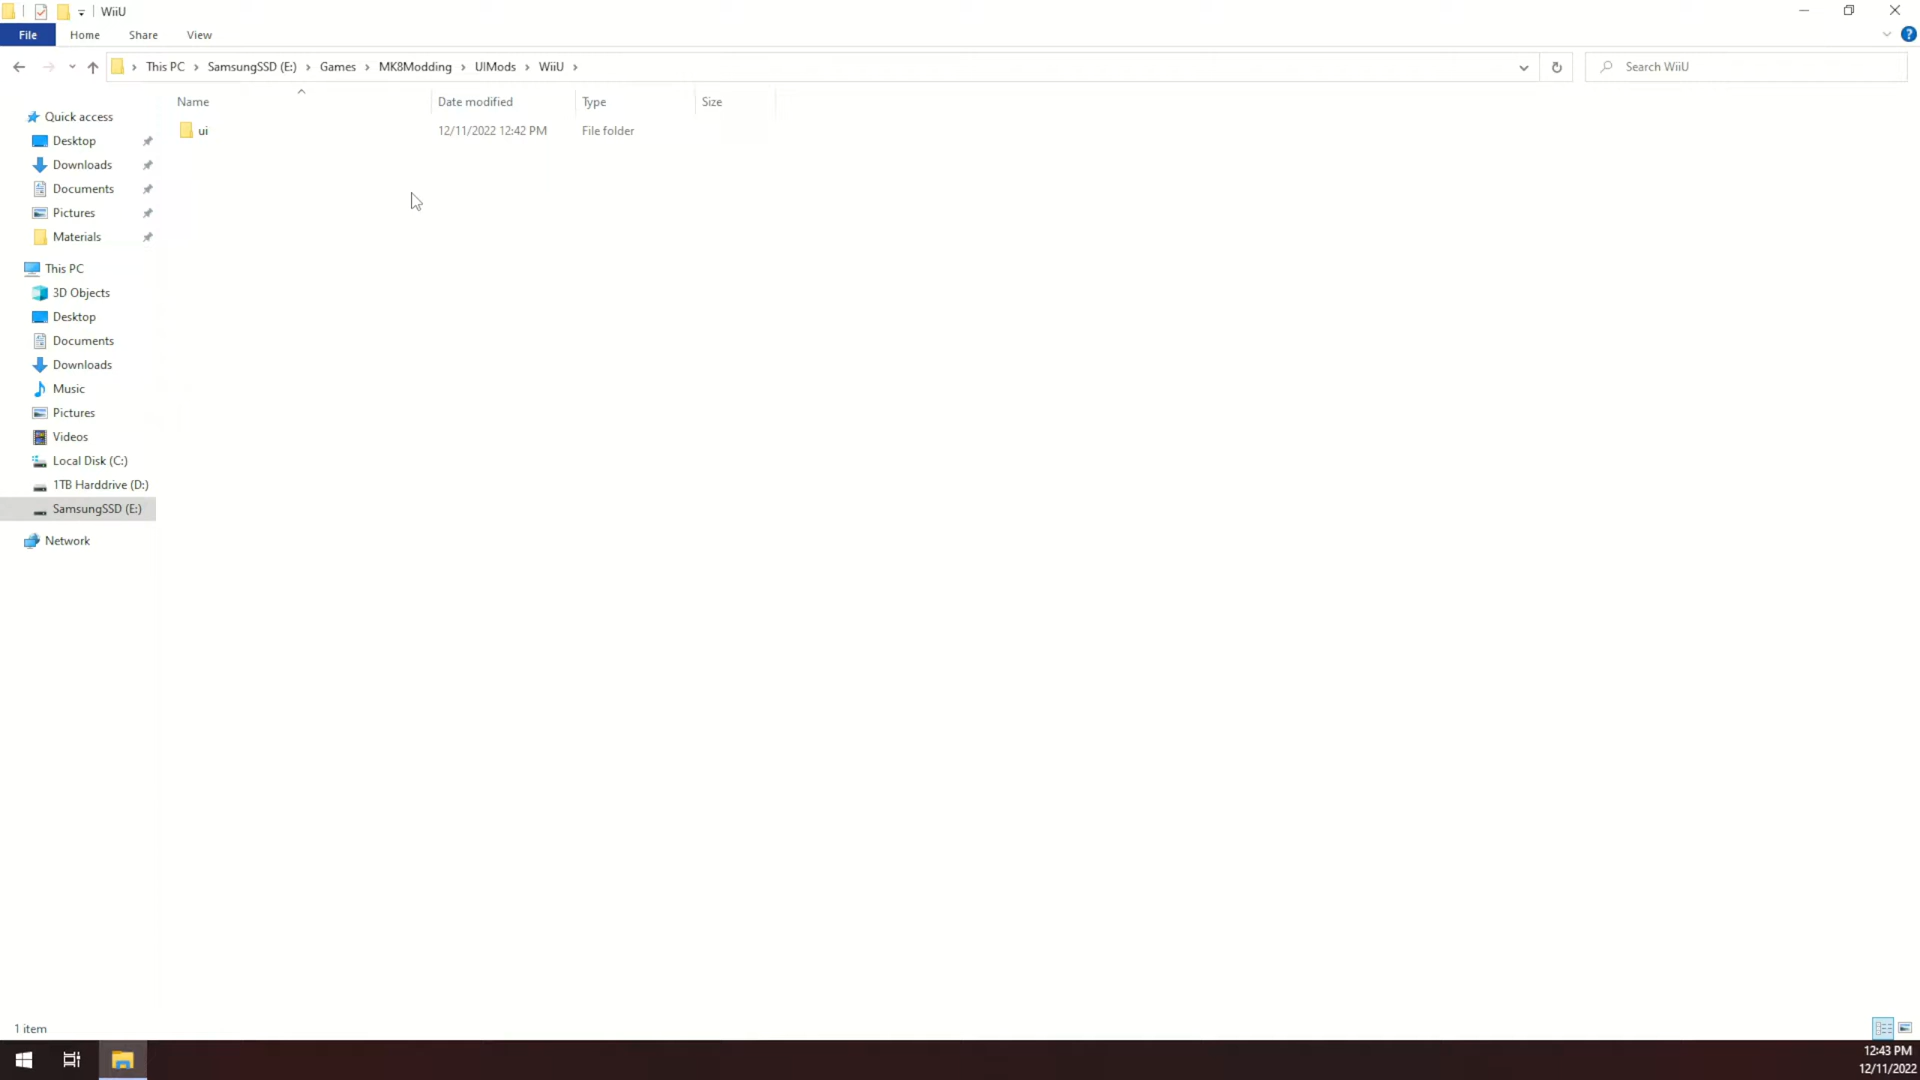 WiiU
File Home Share View
This PC SamsungSSD (E:) Games MK8Modding UIMods WiiU Search WiiU
Name Date modified Type Size
ui 12/11/2022 12:42 PM File folder
Quick access
Desktop
Downloads
Documents
Pictures
Materials
This PC
3D Objects
Desktop
Documents
Downloads
Music
Pictures
Videos
Local Disk (C:)
1TB Harddrive (D:)
SamsungSSD (E:)
Network
1 item
12:43 PM
12/11/2022